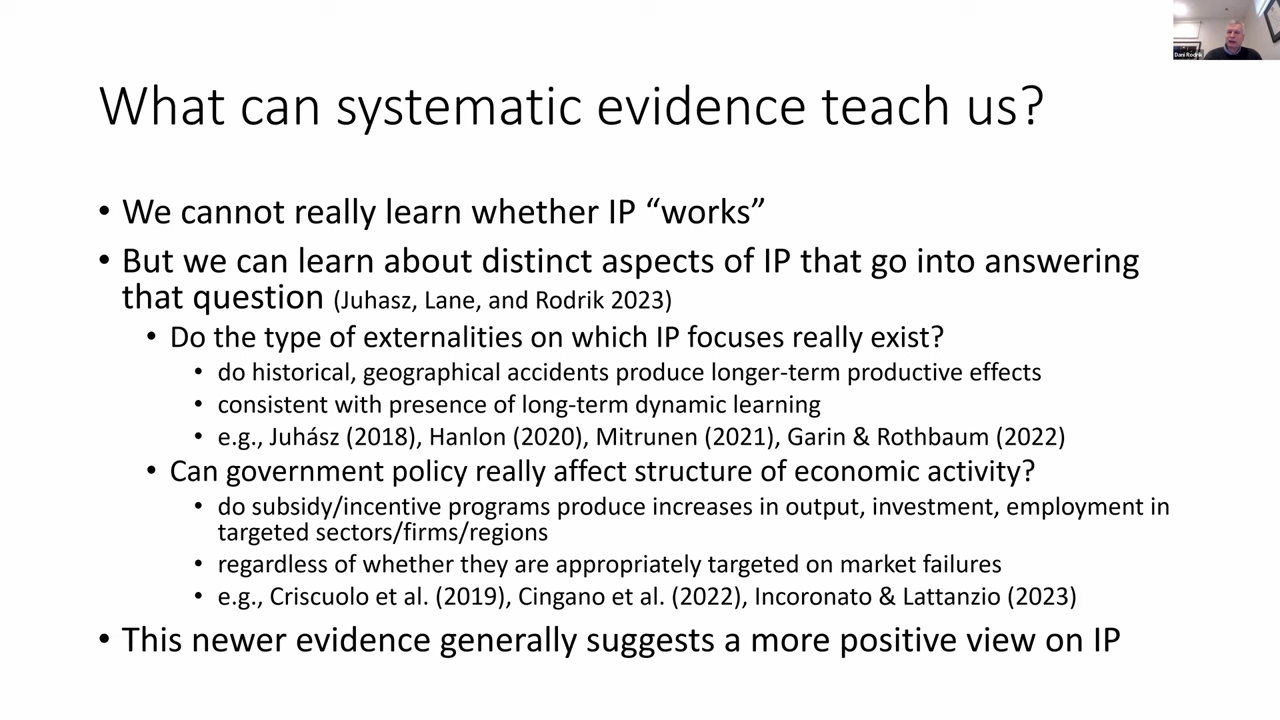 Dani Rodrik
What can systematic evidence teach us?
• We cannot really learn whether IP “works”
• But we can learn about distinct aspects of IP that go into answering
that question (Juhasz, Lane, and Rodrik 2023)
• Do the type of externalities on which IP focuses really exist?
• do historical, geographical accidents produce longer-term productive effects
• consistent with presence of long-term dynamic learning
• e.g., Juhász (2018), Hanlon (2020), Mitrunen (2021), Garin & Rothbaum (2022)
• Can government policy really affect structure of economic activity?
• do subsidy/incentive programs produce increases in output, investment, employment in
targeted sectors/firms/regions
• regardless of whether they are appropriately targeted on market failures
• e.g., Criscuolo et al. (2019), Cingano et al. (2022), Incoronato & Lattanzio (2023)
• This newer evidence generally suggests a more positive view on IP